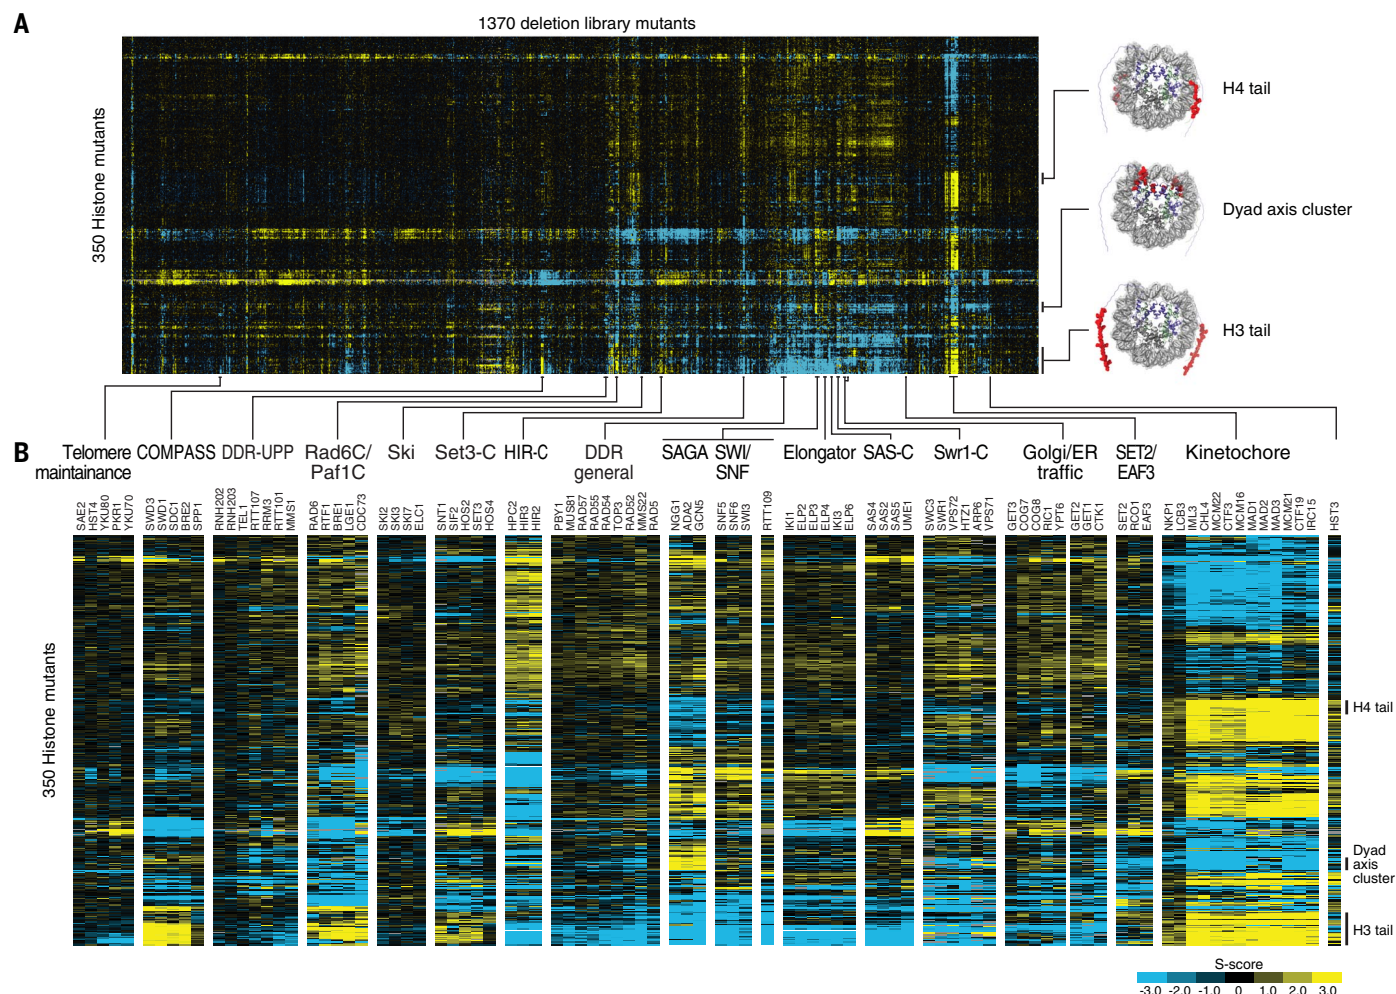 A
1370 deletion library mutants
350 Histone mutants
H4 tail
Dyad axis cluster
H3 tail
B
Telomere maintainance
COMPASS
DDR-UPP
Rad6C/
Paf1C
Ski
Set3-C
HIR-C
DDR
general
SAGA
SWI/
SNF
Elongator
SAS-C
Swr1-C
Golgi/ER
traffic
SET2/
EAF3
Kinetochore
SAE2
HST4
YKU80
PKR1
YKU70
SWD3
SWD1
SDC1
BRE2
SPP1
RNH202
RNH203
TEL1
RTT107
RRM3
RTT101
MMS1
RAD6
RTF1
BRE1
LGE1
CDC73
SKI2
SKI3
SKI7
ELC1
SNT1
SIF2
HOS2
SET3
HOS4
HPC2
HIR3
HIR2
PBY1
MUS81
RAD57
RAD55
RAD54
TOP3
RAD52
MMS22
RAD5
NGG1
ADA2
GCN5
SNF5
SNF6
SWI3
RTT109
IKI1
ELP2
ELP3
ELP4
IKI3
ELP6
SAS4
SAS2
SAS5
UME1
SWC3
SWR1
VPS72
HTZ1
ARP6
VPS71
GET3
COG7
COG8
RIC1
YPT6
GET2
GET1
CTK1
SET2
RCO1
EAF3
NKP1
LCB3
IML3
CHL4
MCM22
CTF3
MCM16
MAD1
MAD2
MAD3
MCM21
CTF19
IRC15
HST3
350 Histone mutants
H4 tail
Dyad
axis
cluster
H3 tail
S-score
-3.0 -2.0 -1.0 0 1.0 2.0 3.0